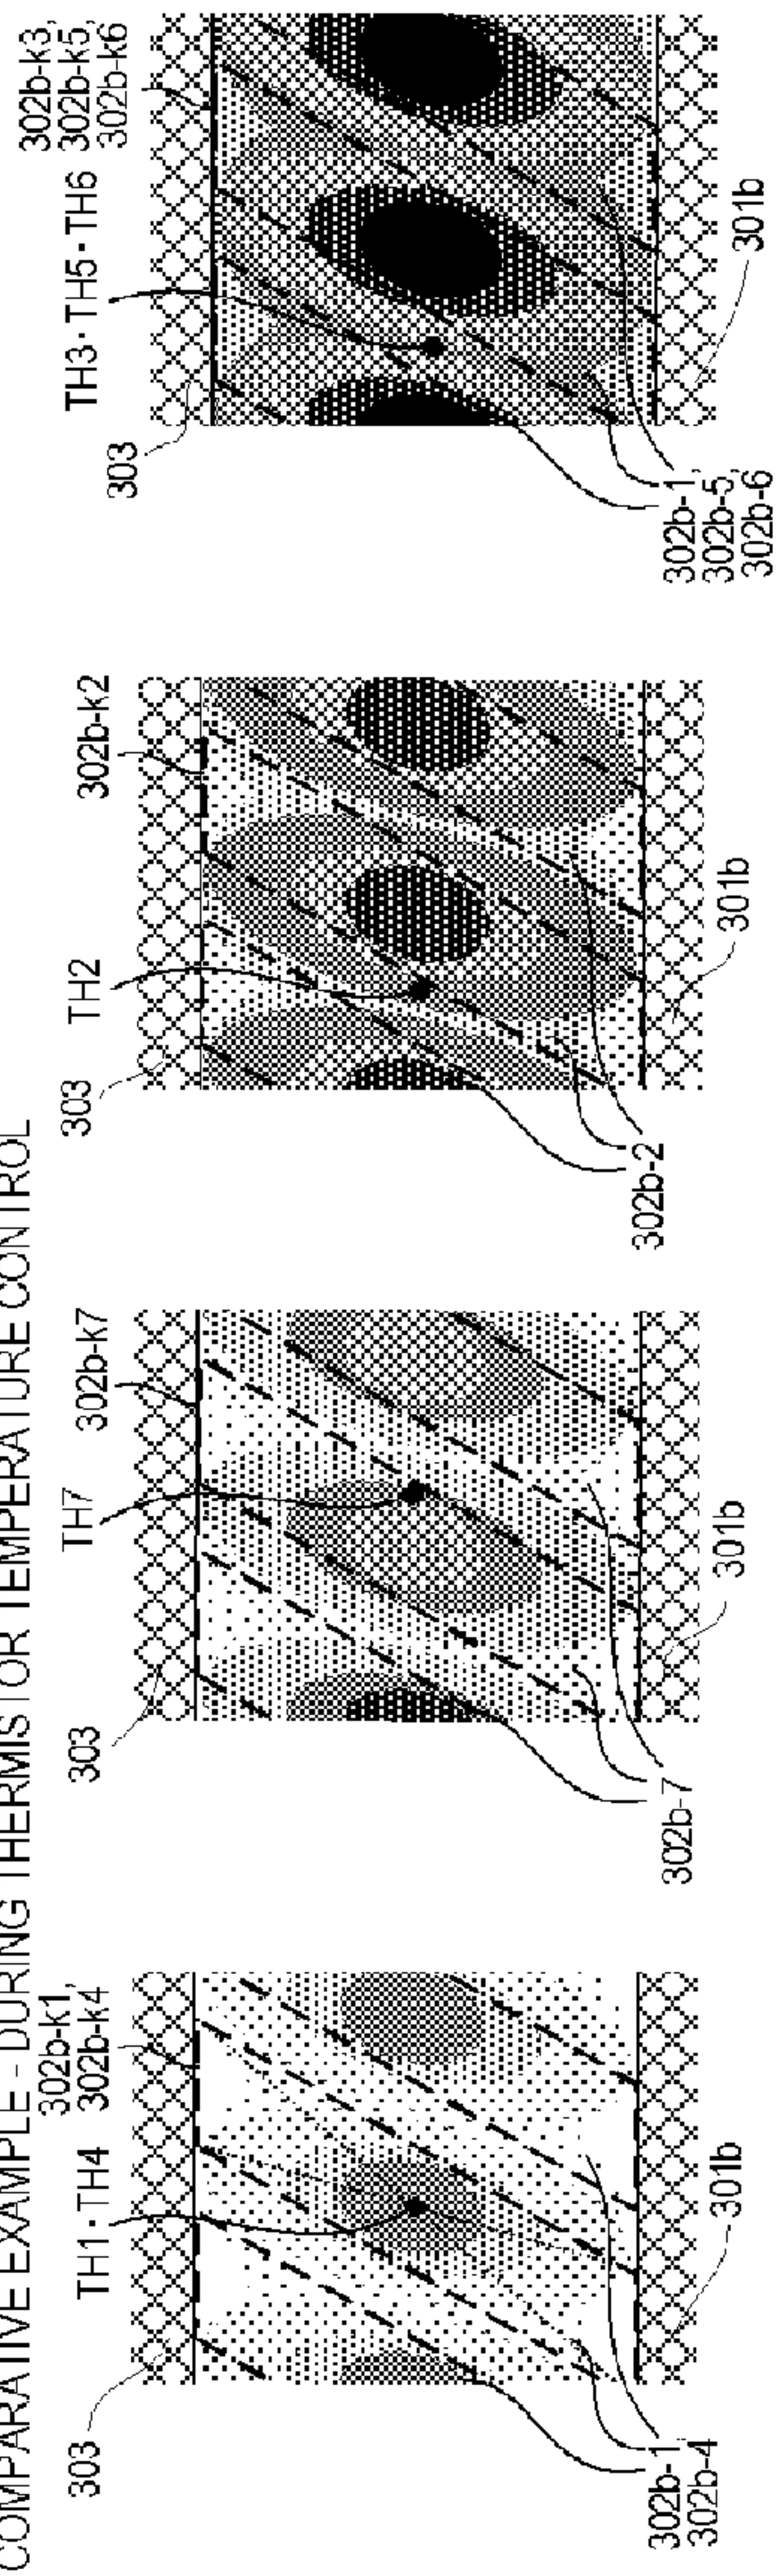 COMPARATIVE EXAMPLE - DURING THERMISTOR TEMPERATURE CONTROL
302b-k1,
302b-k4
TH1·TH4
303
302b-1,
302b-4
301b
302b-k7
TH7
303
302b-7
301b
302b-k2
TH2
303
302b-2
301b
302b-k3,
302b-k5,
302b-k6
TH3·TH5·TH6
303
302b-1,
302b-5,
302b-6
301b